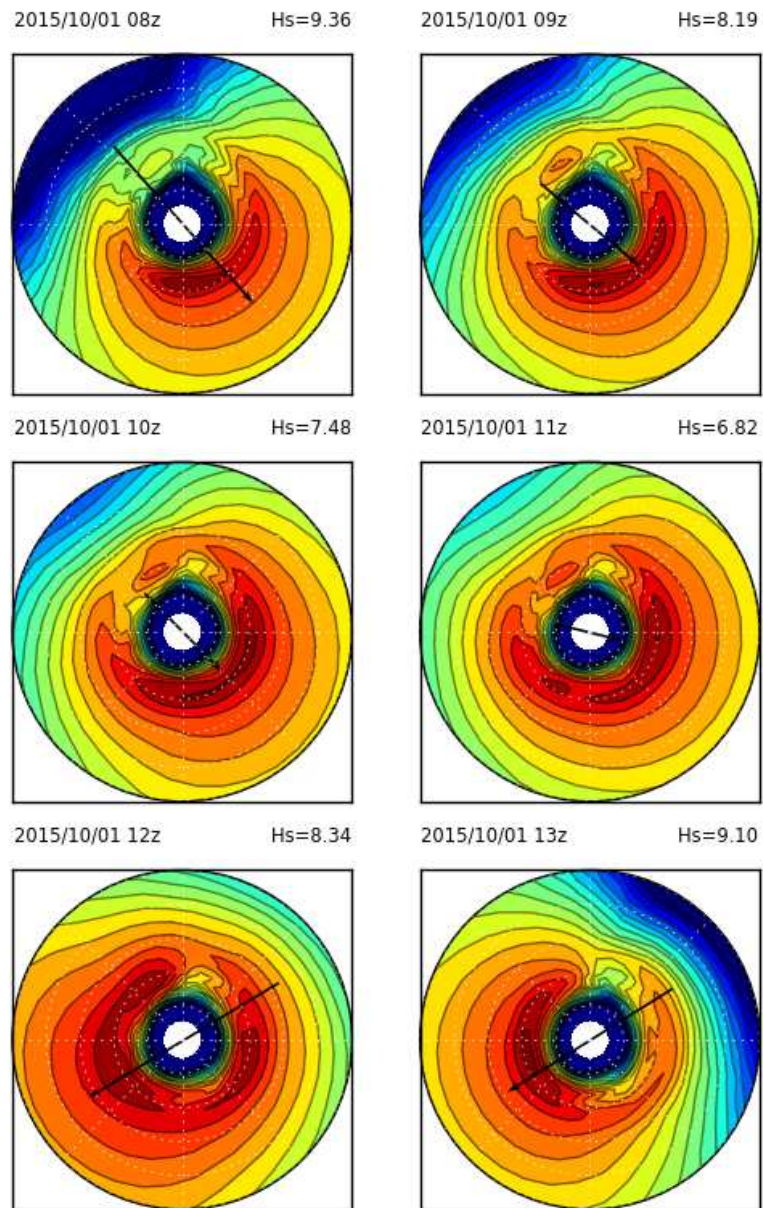 2015/10/01 08z Hs=9.36
2015/10/01 09z Hs=8.19
2015/10/01 10z Hs=7.48
2015/10/01 11z Hs=6.82
2015/10/01 12z Hs=8.34
2015/10/01 13z Hs=9.10